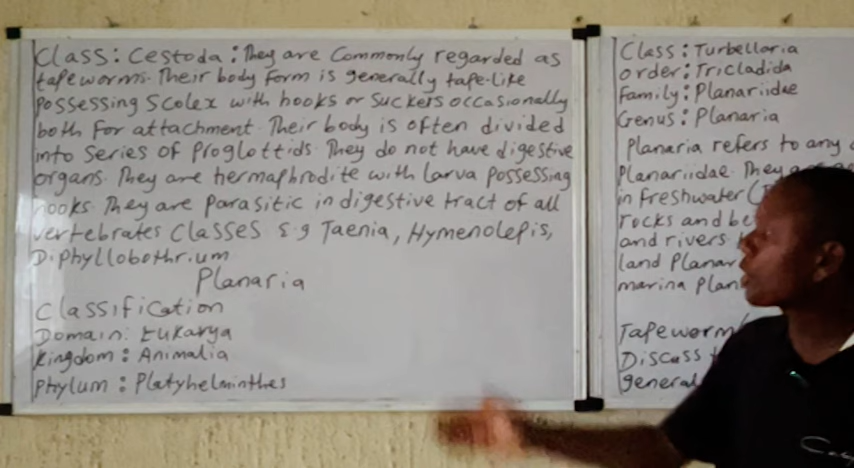 Class: Cestoda: They are Commonly regarded as
tapeworms. Their body form is generally tape-like
Possessing Scolex with hooks or Suckers occasionally
both for attachment. Their body is often divided
into Series of Proglottids. They do not have digestive
organs. They are hermaphrodite with larva Possessing
hooks. They are Parasitic in digestive tract of all
vertebrates Classes E.g Taenia, Hymenolepis,
Diphyllobothrium
Planaria
Classification
Domain: Eukarya
Kingdom: Animalia
Phylum: Platyhelminthes
Class: Turbellaria
order: Tricladida
Family: Planariidae
Genus: Planaria
Planaria refers to any
Planariidae. They
in freshwater
rocks and
and rivers
land Planar
marina Plan
Tapeworm
Discuss
general